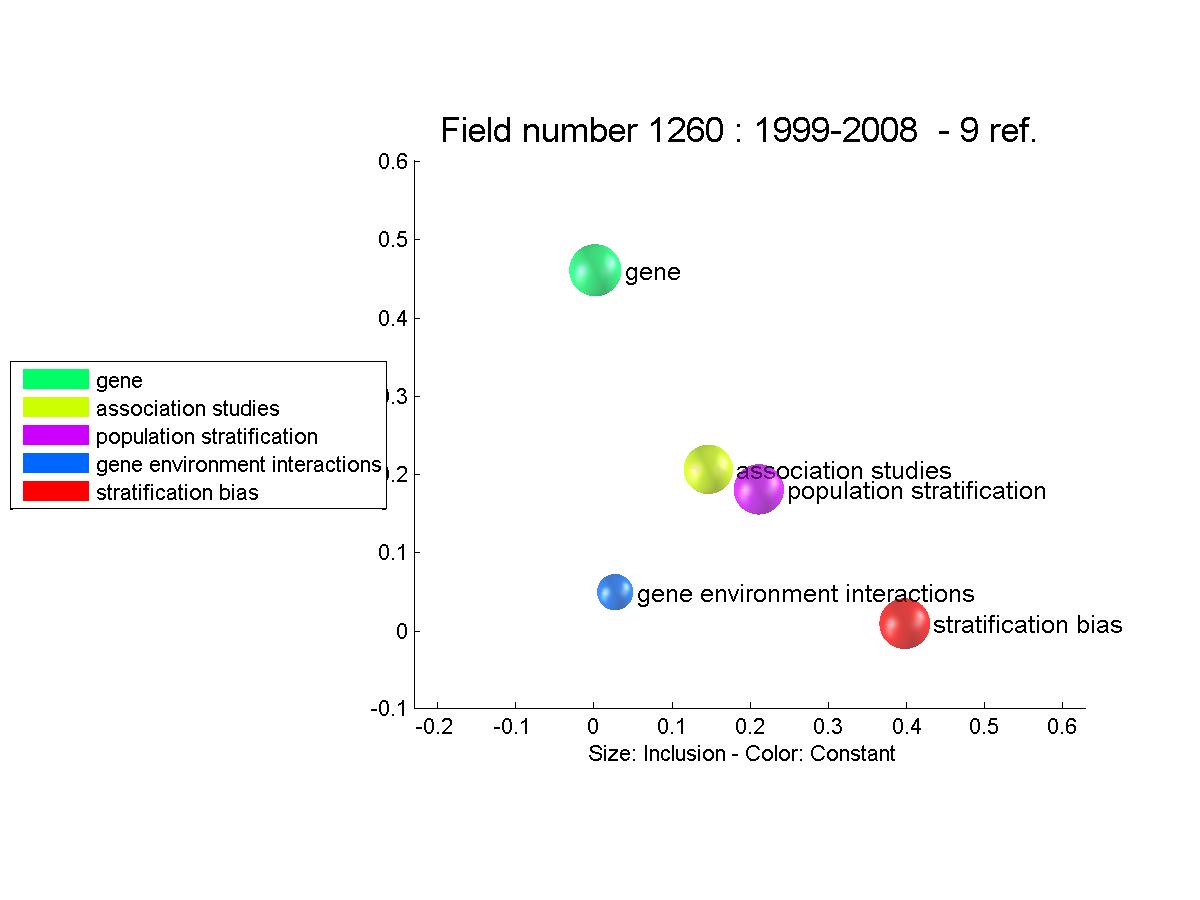 Field number 1260 : 1999-2008 - 9 ref.
0.6
0.5
gene
0.4
gene
association studies
population stratification
gene environment interactions
stratification bias
.3
.2
association studies
population stratification
0.1
gene environment interactions
0
stratification bias
-0.1
-0.2 -0.1 0 0.1 0.2 0.3 0.4 0.5 0.6
Size: Inclusion - Color: Constant